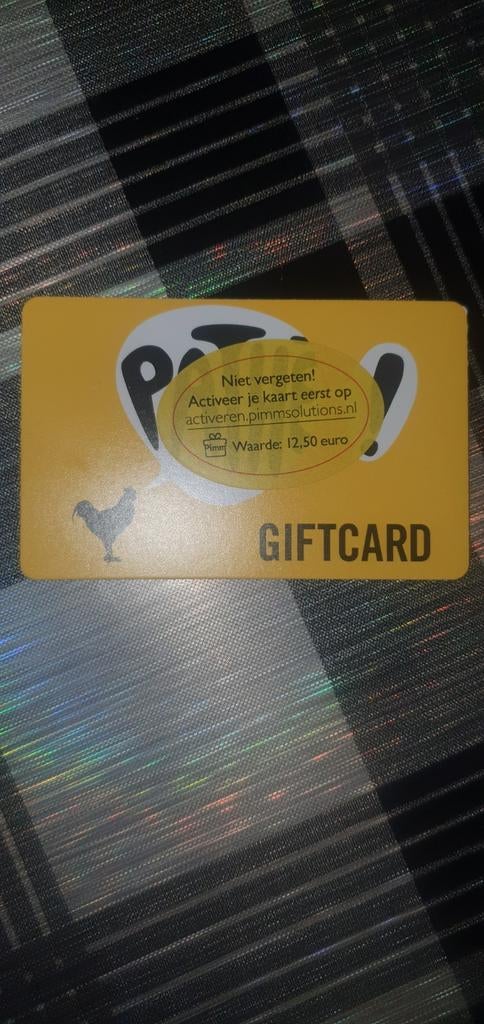 Niet vergeten!
Activeer je kaart eerst op
activeren.pimmsolutions.nl
Pimm Waarde: 12,50 euro
GIFTCARD